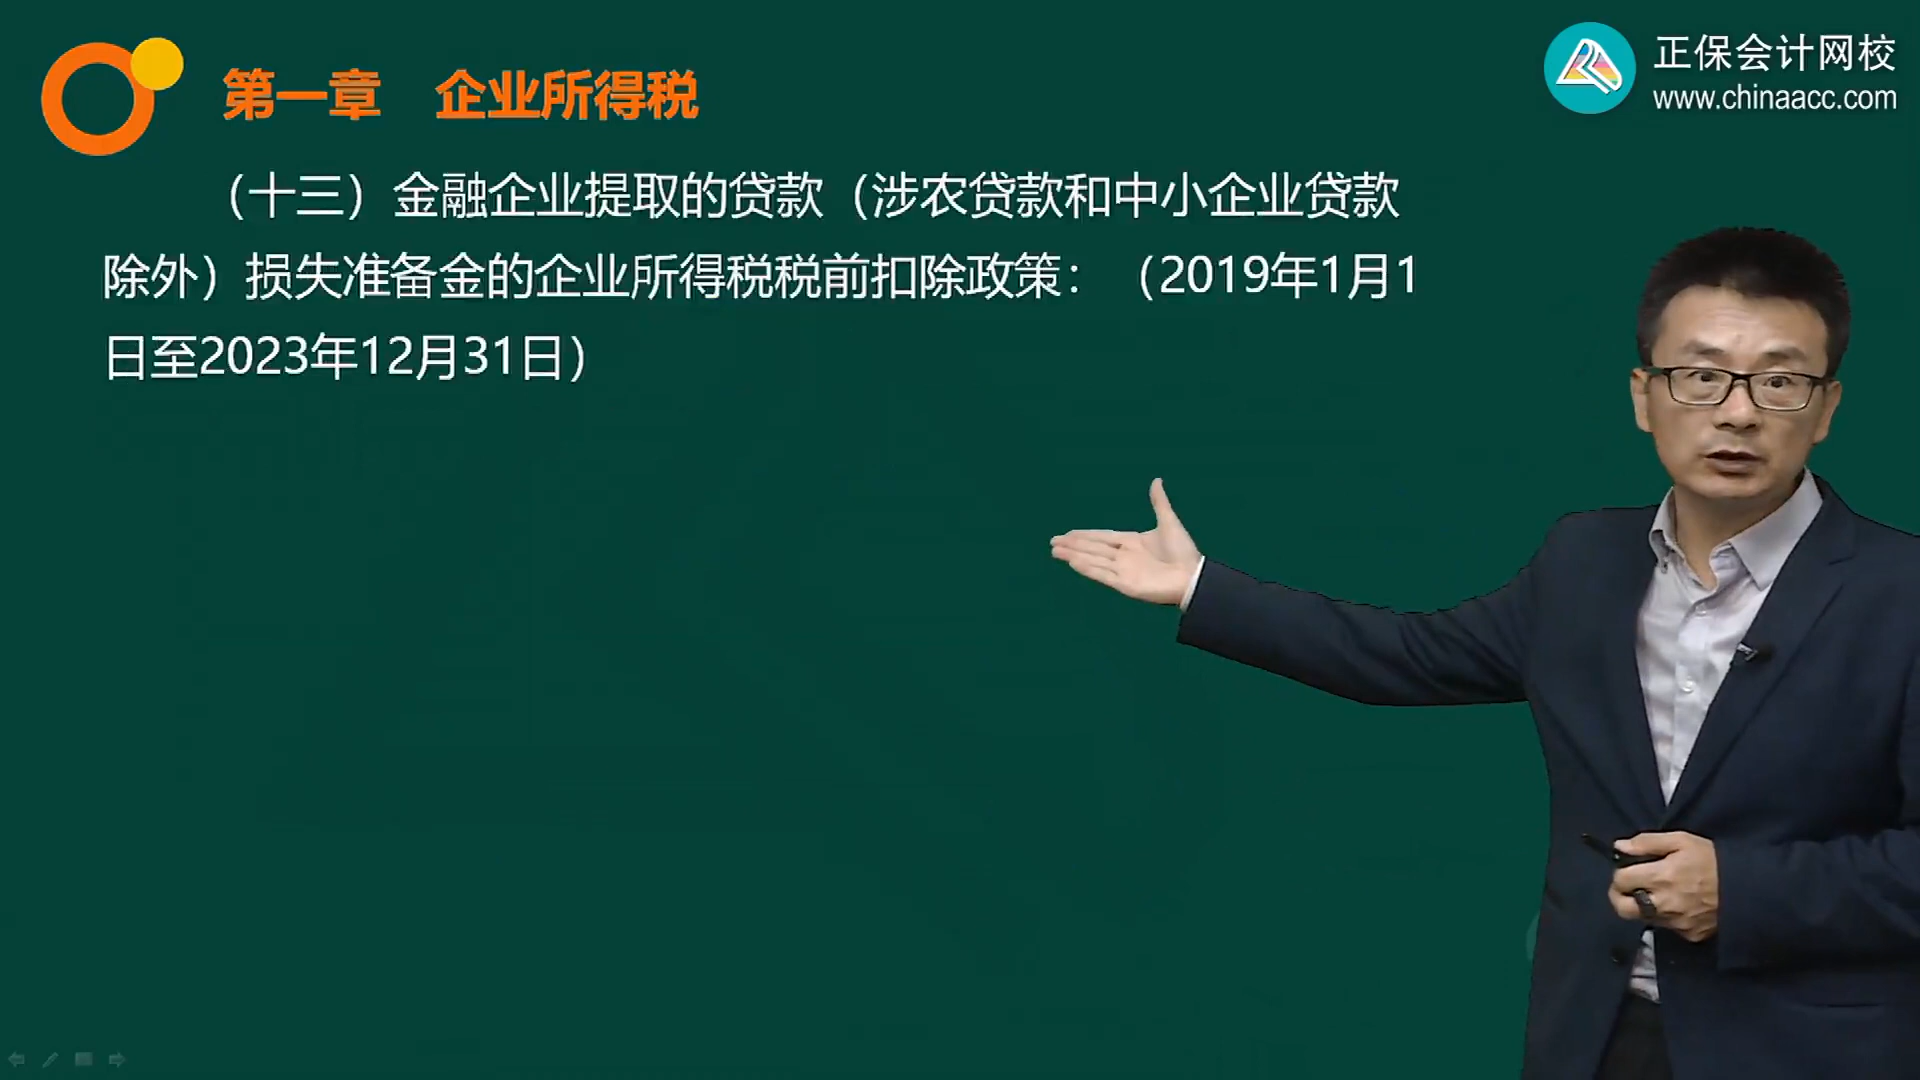 正保会计网校
www.chinaacc.com
第一章 企业所得税
（十三）金融企业提取的贷款（涉农贷款和中小企业贷款
除外）损失准备金的企业所得税税前扣除政策：（2019年1月1
日至2023年12月31日）